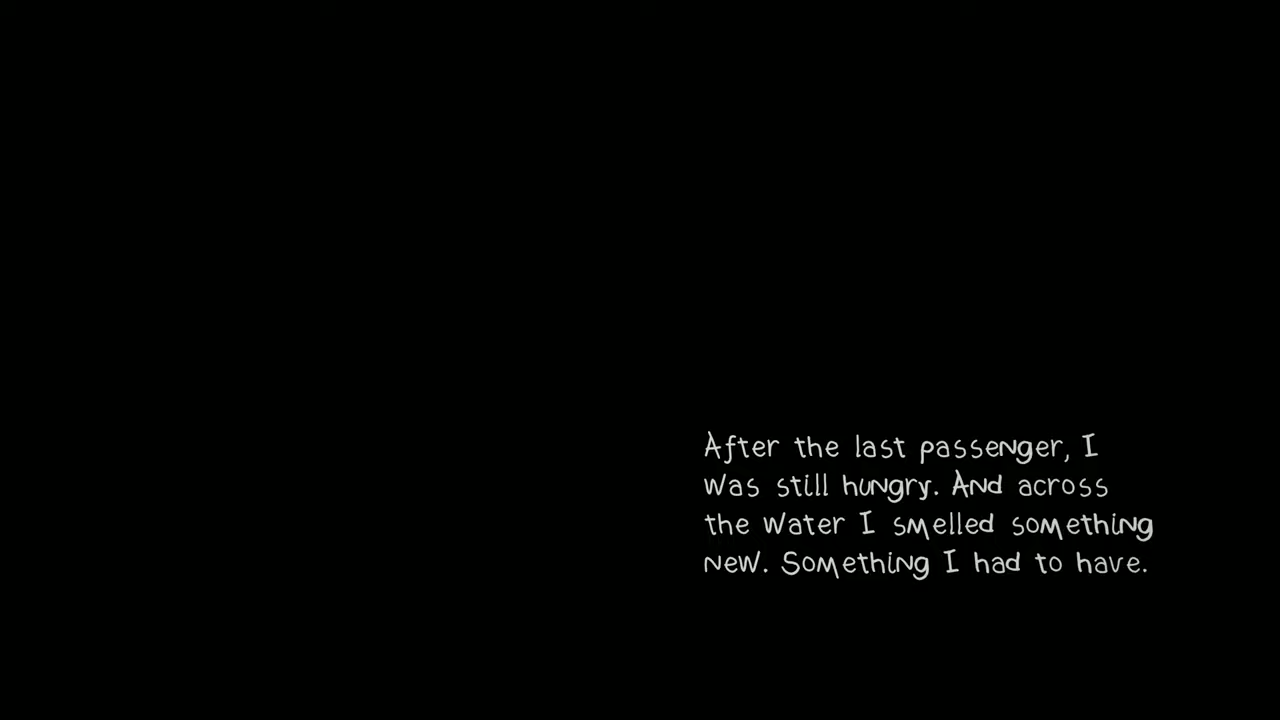 After the last passenger, I
was still hungry. And across
the water I smelled something
new. Something I had to have.